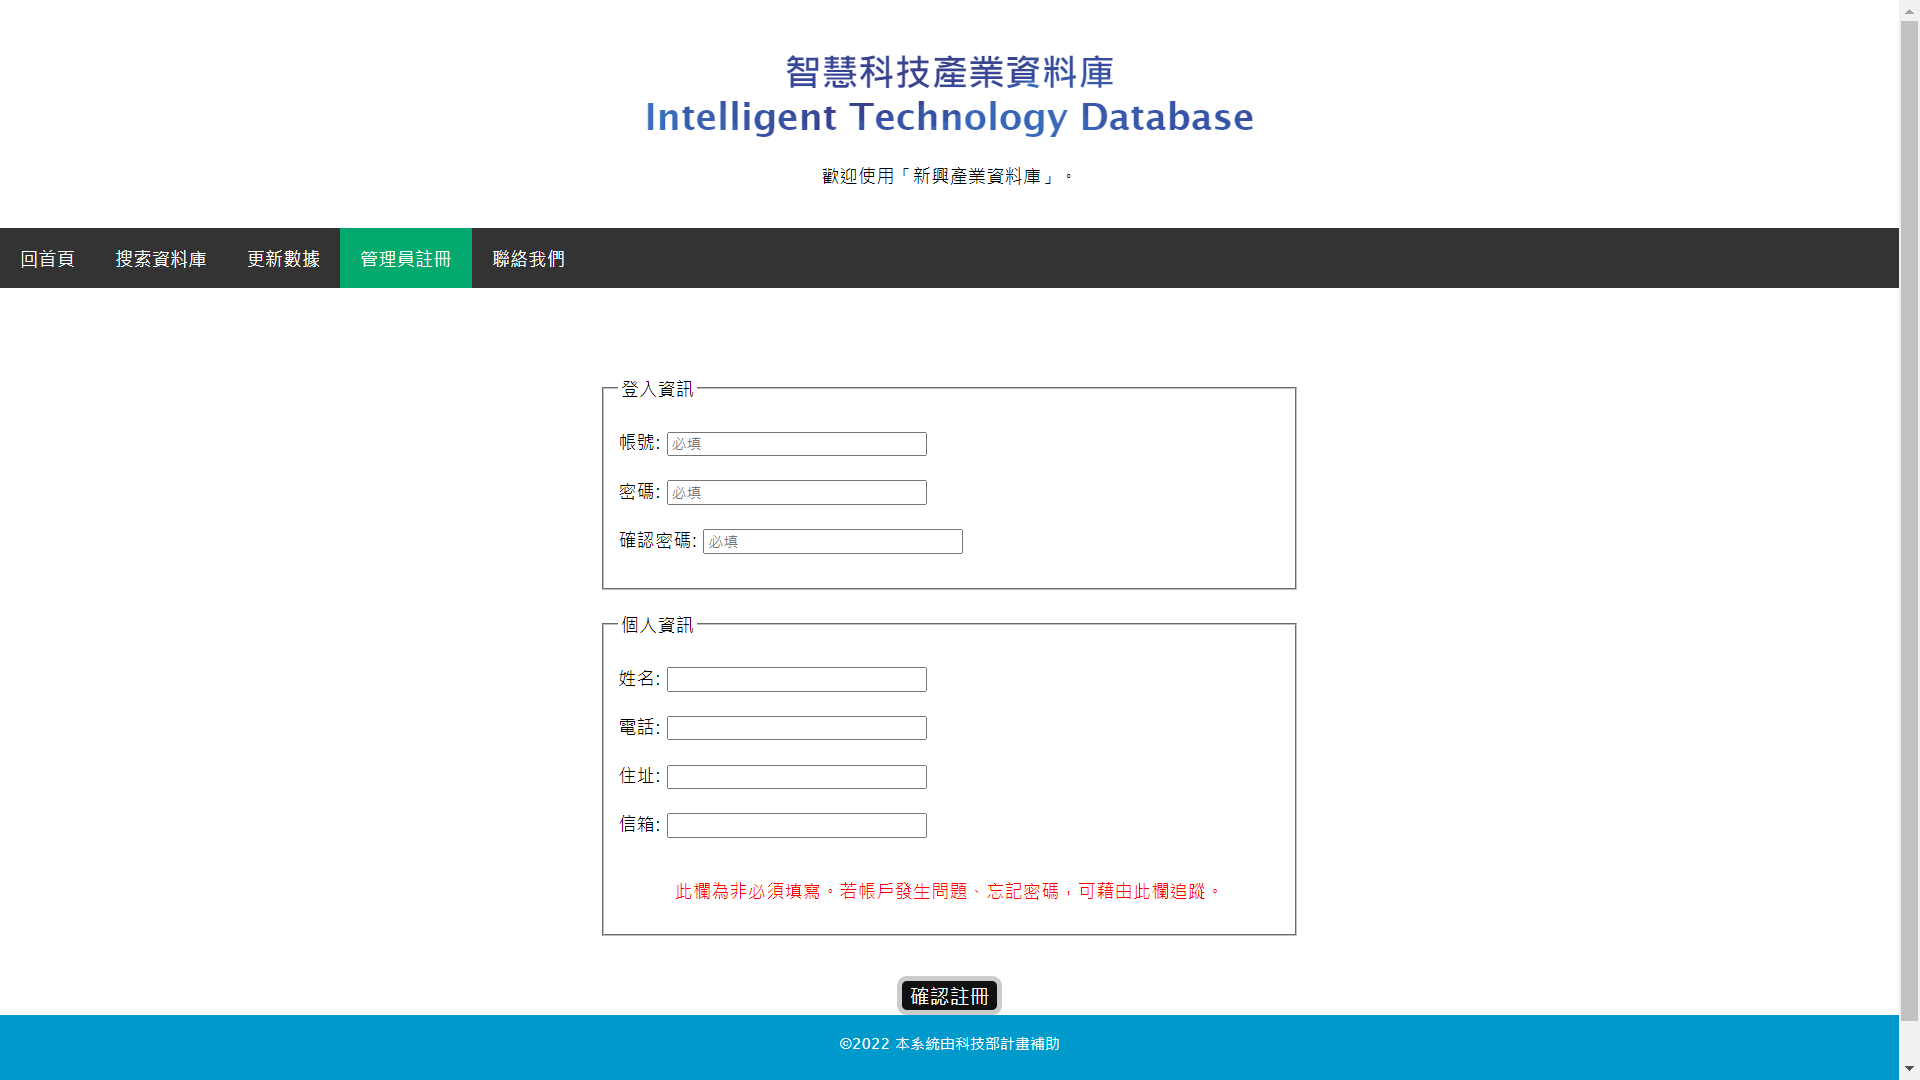 智慧科技產業資料庫
Intelligent Technology Database
歡迎使用「新興產業資料庫」。
回首頁 搜索資料庫 更新數據 管理員註冊 聯絡我們
登入資訊
帳號: 必填
密碼: 必填
確認密碼: 必填
個人資訊
姓名:
電話:
住址:
信箱:
此欄為非必須填寫。若帳戶發生問題、忘記密碼，可藉由此欄追蹤。
確認註冊
©2022 本系統由科技部計畫補助